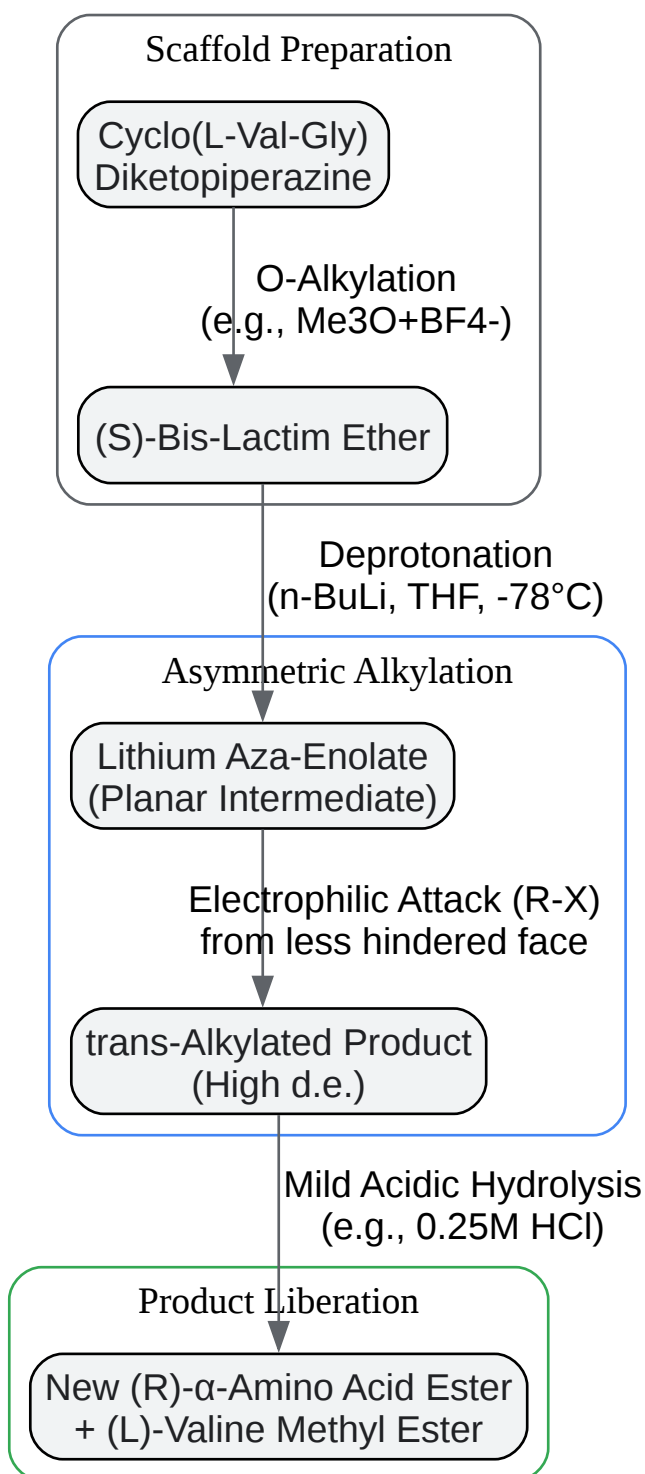 Scaffold Preparation
Cyclo(L-Val-Gly)
Diketopiperazine
O-Alkylation
(e.g., Me3O+BF4-)
(S)-Bis-Lactim Ether
Deprotonation
(n-BuLi, THF, -78°C)
Asymmetric Alkylation
Lithium Aza-Enolate
(Planar Intermediate)
Electrophilic Attack (R-X)
from less hindered face
trans-Alkylated Product
(High d.e.)
Mild Acidic Hydrolysis
(e.g., 0.25M HCl)
Product Liberation
New (R)-α-Amino Acid Ester
+ (L)-Valine Methyl Ester